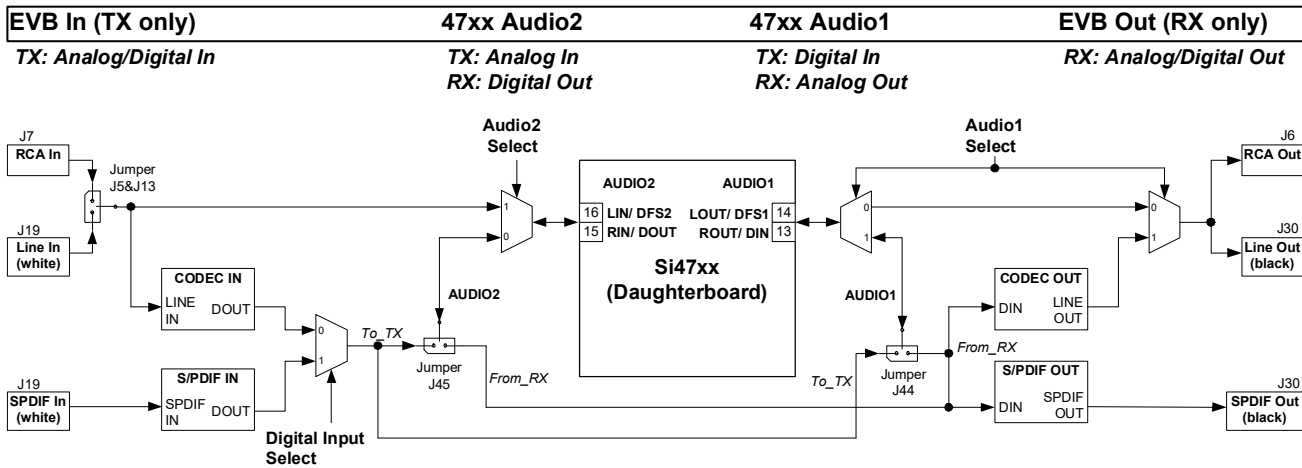 EVB In (TX only)
47xx Audio2
47xx Audio1
EVB Out (RX only)
TX: Analog/Digital In
TX: Analog In
RX: Digital Out
TX: Digital In
RX: Analog Out
RX: Analog/Digital Out
J7
RCA In
Jumper
J5&J13
J19
Line In
(white)
CODEC IN
LINE
IN
DOUT
J19
SPDIF In
(white)
S/PDIF IN
SPDIF
IN
DOUT
0
1
Digital Input
Select
To_TX
Audio2
Select
1
0
AUDIO2
Jumper
J45
From_RX
AUDIO2
AUDIO1
16
LIN/ DFS2
15
RIN/ DOUT
LOUT/ DFS1
14
ROUT/ DIN
13
Si47xx
(Daughterboard)
Audio1
Select
0
1
0
1
AUDIO1
To_TX
Jumper
J44
From_RX
CODEC OUT
DIN
LINE
OUT
S/PDIF OUT
DIN
SPDIF
OUT
J6
RCA Out
J30
Line Out
(black)
J30
SPDIF Out
(black)